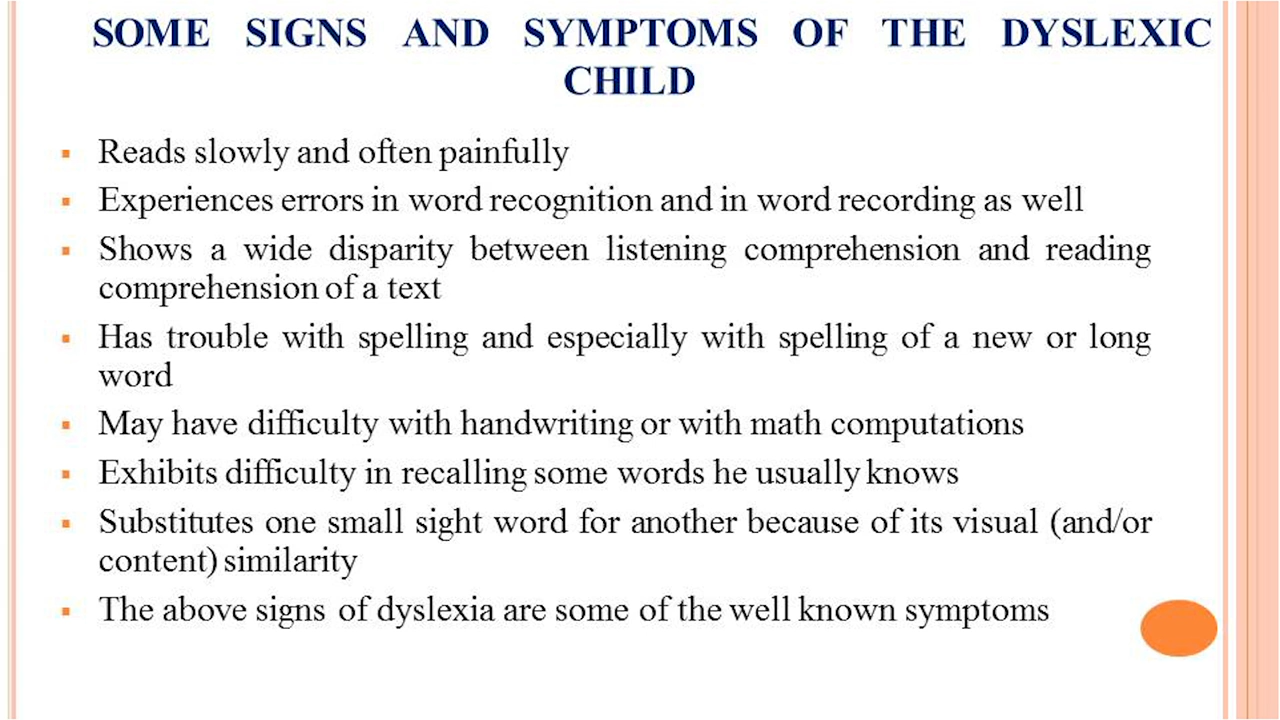 SOME SIGNS AND SYMPTOMS OF THE DYSLEXIC
CHILD
▪ Reads slowly and often painfully
▪ Experiences errors in word recognition and in word recording as well
▪ Shows a wide disparity between listening comprehension and reading
comprehension of a text
▪ Has trouble with spelling and especially with spelling of a new or long
word
▪ May have difficulty with handwriting or with math computations
▪ Exhibits difficulty in recalling some words he usually knows
▪ Substitutes one small sight word for another because of its visual (and/or
content) similarity
▪ The above signs of dyslexia are some of the well known symptoms